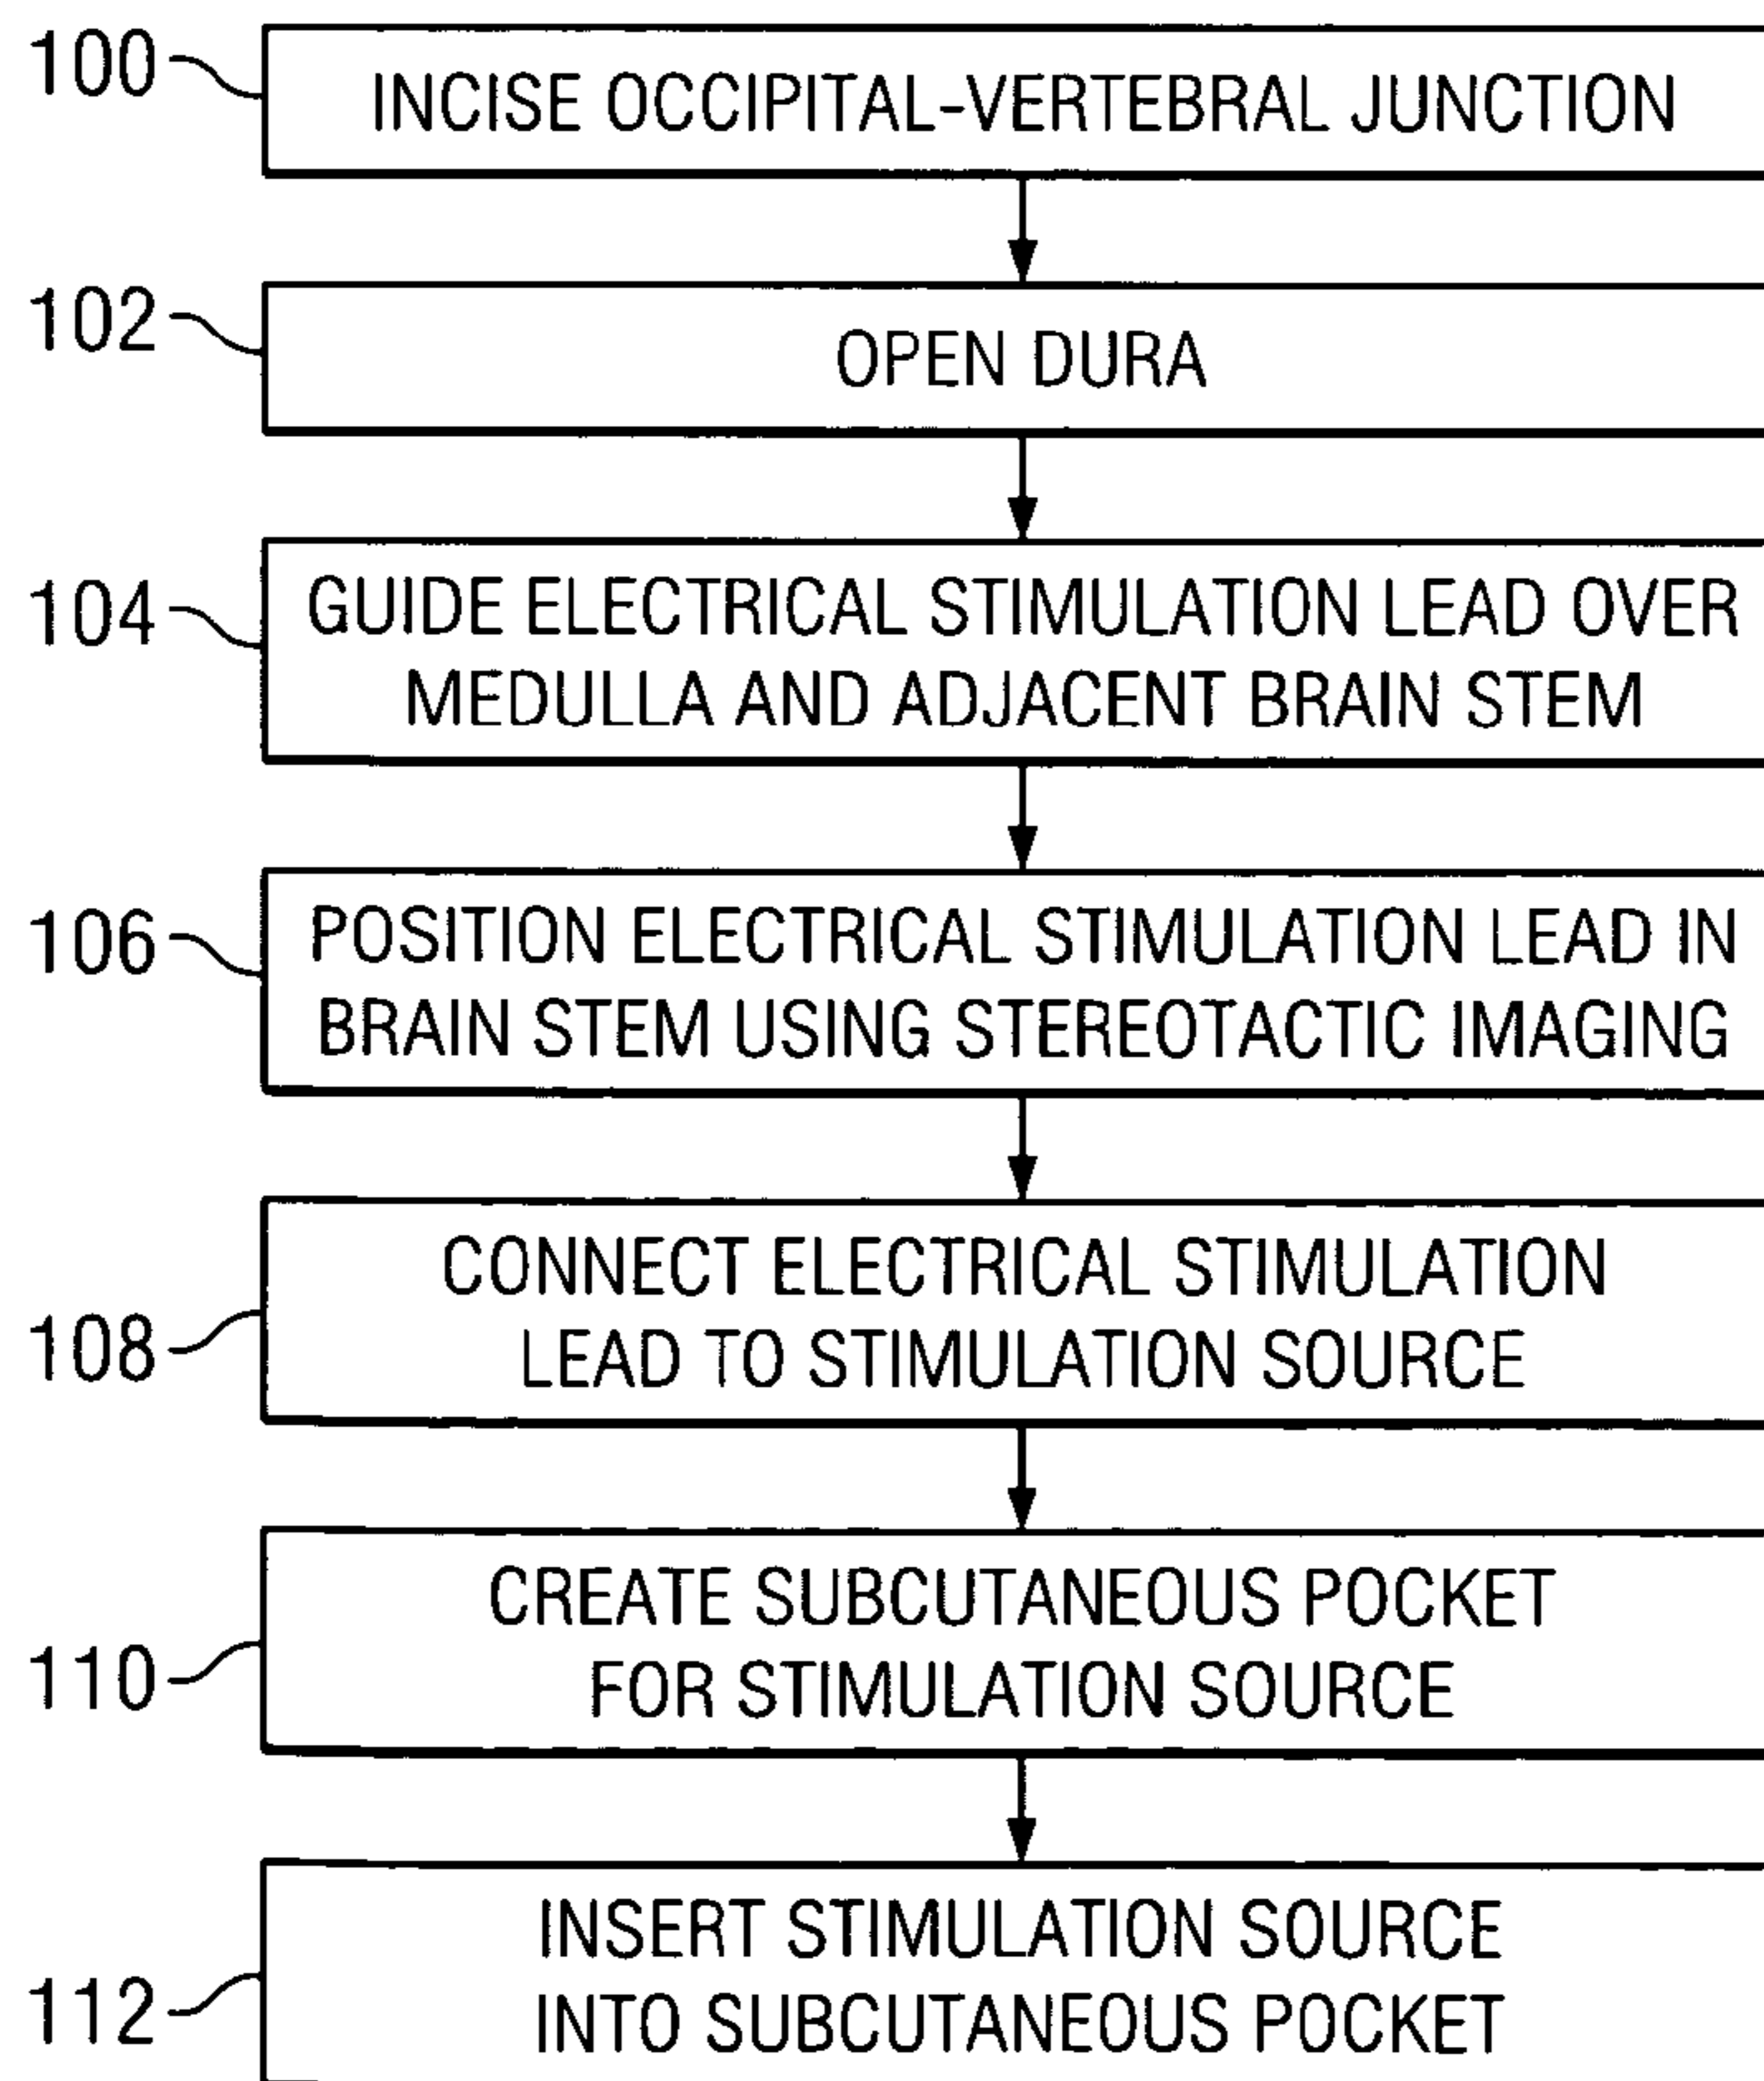 100
INCISE OCCIPITAL-VERTEBRAL JUNCTION
102
OPEN DURA
104
GUIDE ELECTRICAL STIMULATION LEAD OVER
MEDULLA AND ADJACENT BRAIN STEM
106
POSITION ELECTRICAL STIMULATION LEAD IN
BRAIN STEM USING STEREOTACTIC IMAGING
108
CONNECT ELECTRICAL STIMULATION
LEAD TO STIMULATION SOURCE
110
CREATE SUBCUTANEOUS POCKET
FOR STIMULATION SOURCE
112
INSERT STIMULATION SOURCE
INTO SUBCUTANEOUS POCKET